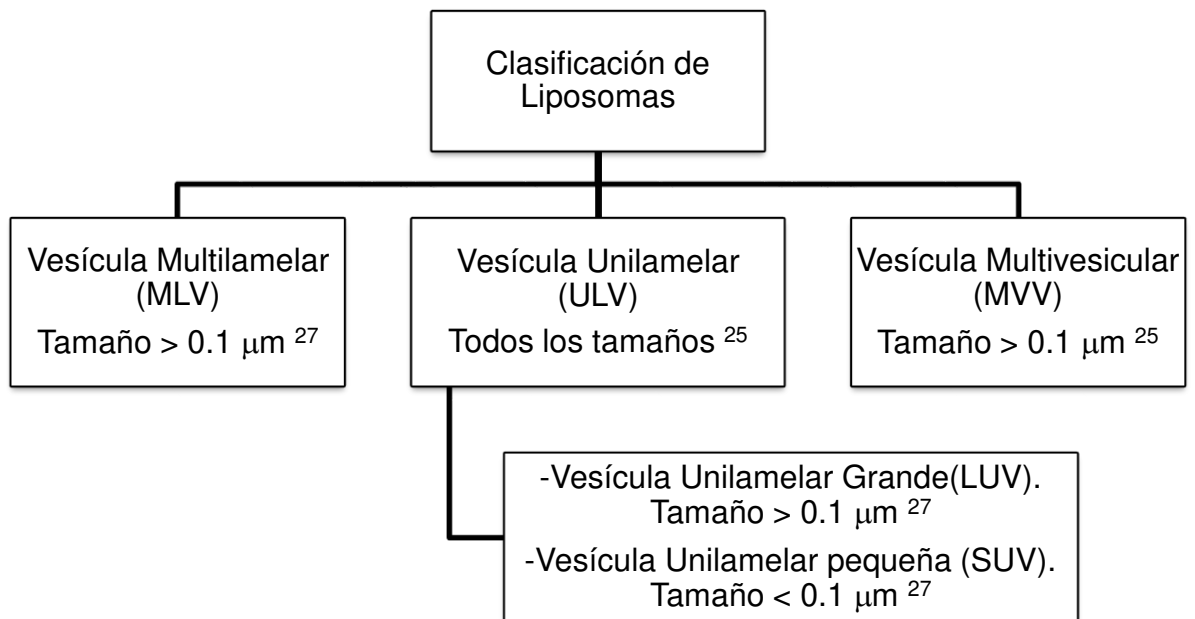 Clasificación de
Liposomas
Vesícula Multilamelar
(MLV)
Tamaño > 0.1 μm ²⁷
Vesícula Unilamelar
(ULV)
Todos los tamaños ²⁵
Vesícula Multivesicular
(MVV)
Tamaño > 0.1 μm ²⁵
-Vesícula Unilamelar Grande(LUV).
Tamaño > 0.1 μm ²⁷
-Vesícula Unilamelar pequeña (SUV).
Tamaño < 0.1 μm ²⁷